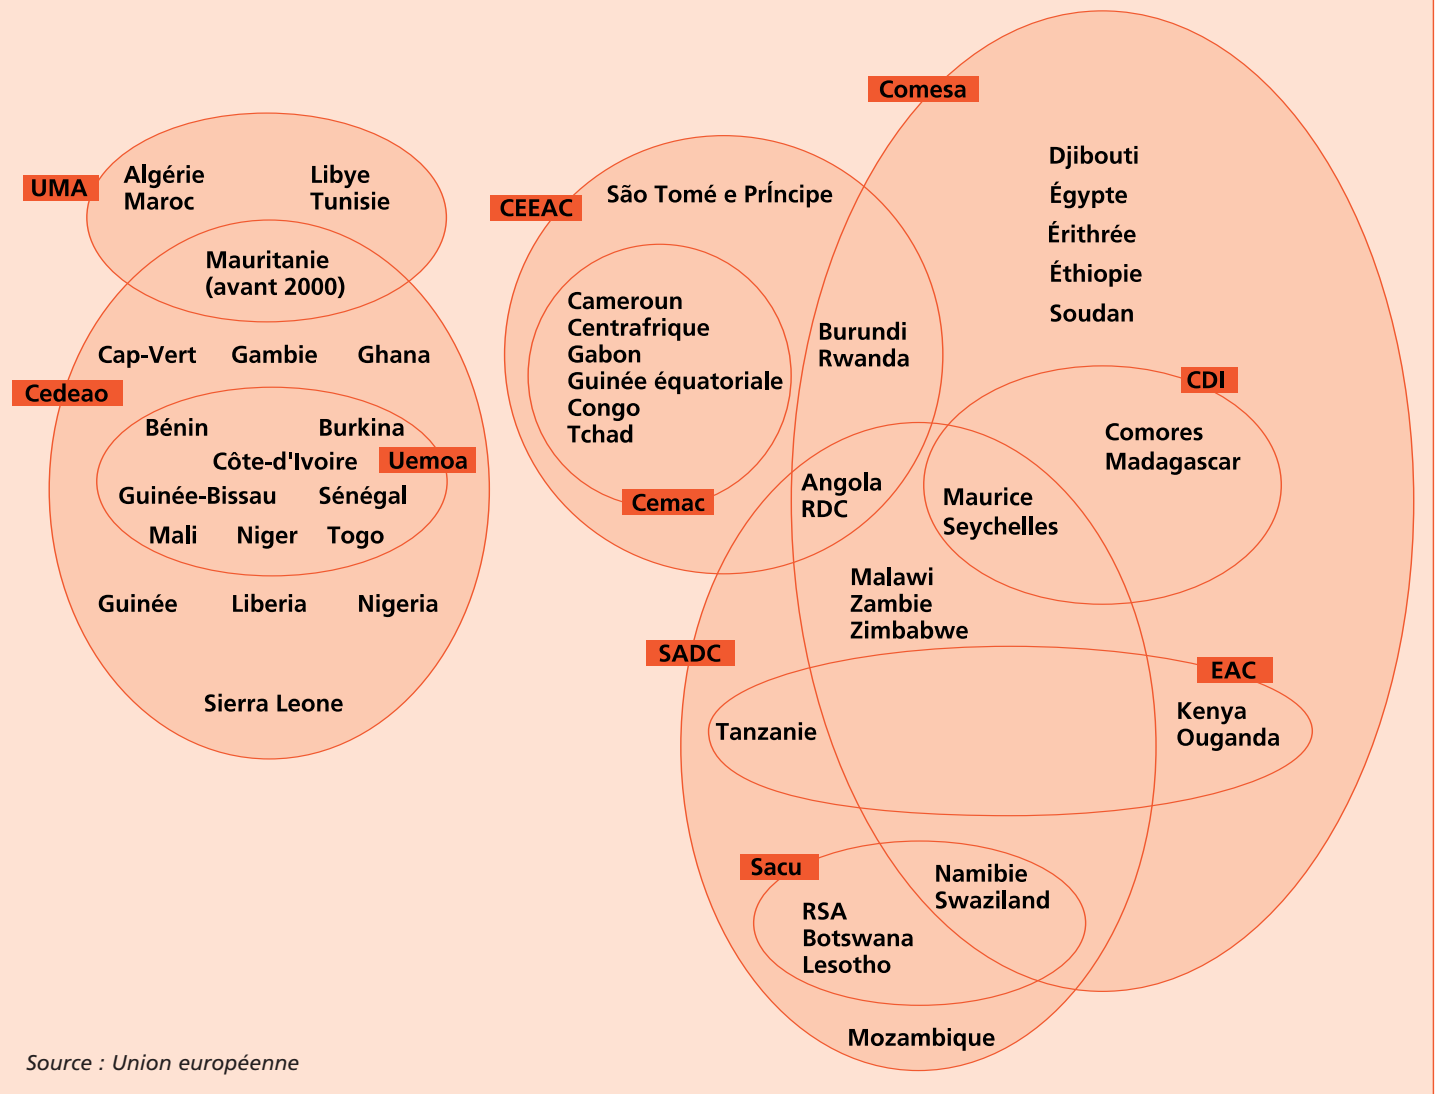 UMA
Algérie
Maroc
Libye
Tunisie
Mauritanie
(avant 2000)
Cedeao
Cap-Vert Gambie Ghana
Bénin Burkina
Côte-d'Ivoire
Uemoa
Guinée-Bissau Sénégal
Mali Niger Togo
Guinée Liberia Nigeria
Sierra Leone
CEEAC
São Tomé e PrÍncipe
Cameroun
Centrafrique
Gabon
Guinée équatoriale
Congo
Tchad
Cemac
Burundi
Rwanda
Angola
RDC
Comesa
Djibouti
Égypte
Érithrée
Éthiopie
Soudan
CDI
Comores
Madagascar
Maurice
Seychelles
Malawi
Zambie
Zimbabwe
SADC
EAC
Kenya
Ouganda
Tanzanie
Sacu
Namibie
Swaziland
RSA
Botswana
Lesotho
Mozambique
Source : Union européenne